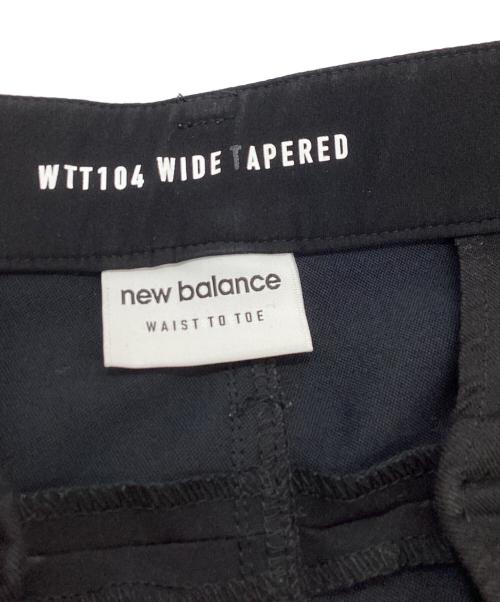 WTT104 WIDE TAPERED
new balance
WAIST TO TOE